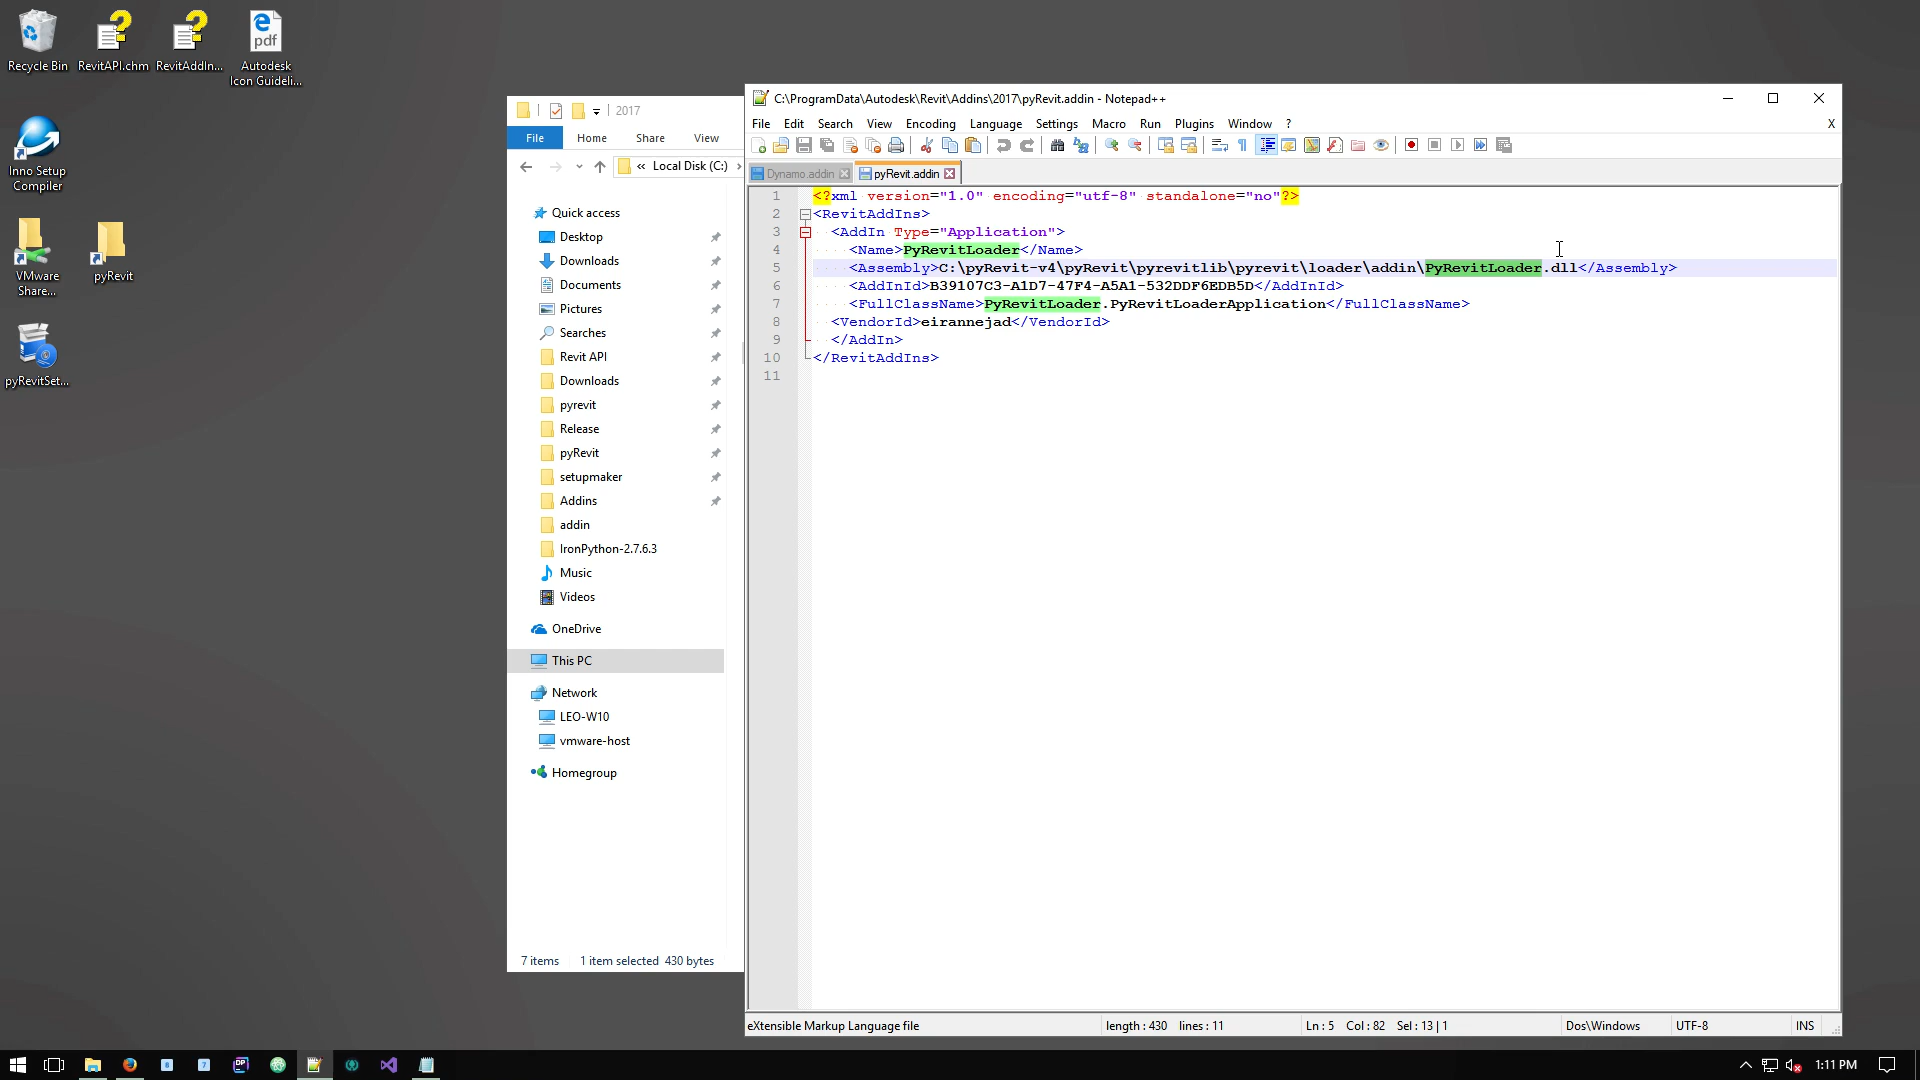 Recycle Bin
RevitAPI.chm
RevitAddIn...
pdf
Autodesk
Icon Guideli...
Inno Setup
Compiler
VMware
Share...
pyRevit
pyRevitSet...
2017
File Home Share View
« Local Disk (C:)
Quick access
Desktop
Downloads
Documents
Pictures
Searches
Revit API
Downloads
pyrevit
Release
pyRevit
setupmaker
Addins
addin
IronPython-2.7.6.3
Music
Videos
OneDrive
This PC
Network
LEO-W10
vmware-host
Homegroup
7 items 1 item selected 430 bytes
C:\ProgramData\Autodesk\Revit\Addins\2017\pyRevit.addin - Notepad++
File Edit Search View Encoding Language Settings Macro Run Plugins Window ? X
Dynamo.addin pyRevit.addin
1 <?xml version="1.0" encoding="utf-8" standalone="no"?>
2 <RevitAddIns>
3 <AddIn Type="Application">
4 <Name>PyRevitLoader</Name>
5 <Assembly>C:\pyRevit-v4\pyRevit\pyrevitlib\pyrevit\loader\addin\PyRevitLoader.dll</Assembly>
6 <AddInId>B39107C3-A1D7-47F4-A5A1-532DDF6EDB5D</AddInId>
7 <FullClassName>PyRevitLoader.PyRevitLoaderApplication</FullClassName>
8 <VendorId>eirannejad</VendorId>
9 </AddIn>
10 </RevitAddIns>
11
eXtensible Markup Language file length : 430 lines : 11 Ln : 5 Col : 82 Sel : 13 | 1 Dos\Windows UTF-8 INS
8 7 DP 1:11 PM